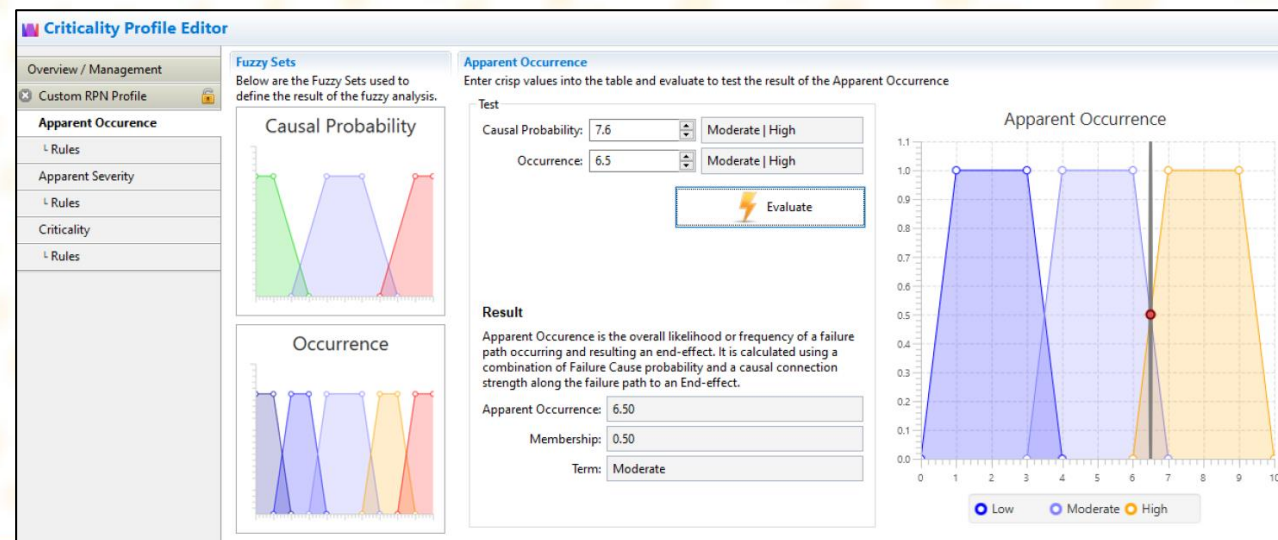 Criticality Profile Editor
Overview / Management
Custom RPN Profile
Apparent Occurence
Rules
Apparent Severity
Rules
Criticality
Rules
Fuzzy Sets
Below are the Fuzzy Sets used to
define the result of the fuzzy analysis.
Causal Probability
Occurrence
Apparent Occurrence
Enter crisp values into the table and evaluate to test the result of the Apparent Occurrence
Test
Causal Probability: 7.6 Moderate | High
Occurrence: 6.5 Moderate | High
Evaluate
Result
Apparent Occurence is the overall likelihood or frequency of a failure
path occurring and resulting an end-effect. It is calculated using a
combination of Failure Cause probability and a causal connection
strength along the failure path to an End-effect.
Apparent Occurrence: 6.50
Membership: 0.50
Term: Moderate
Apparent Occurrence
1.1
1.0
0.9
0.8
0.7
0.6
0.5
0.4
0.3
0.2
0.1
0.0
0 1 2 3 4 5 6 7 8 9 10
Low Moderate High